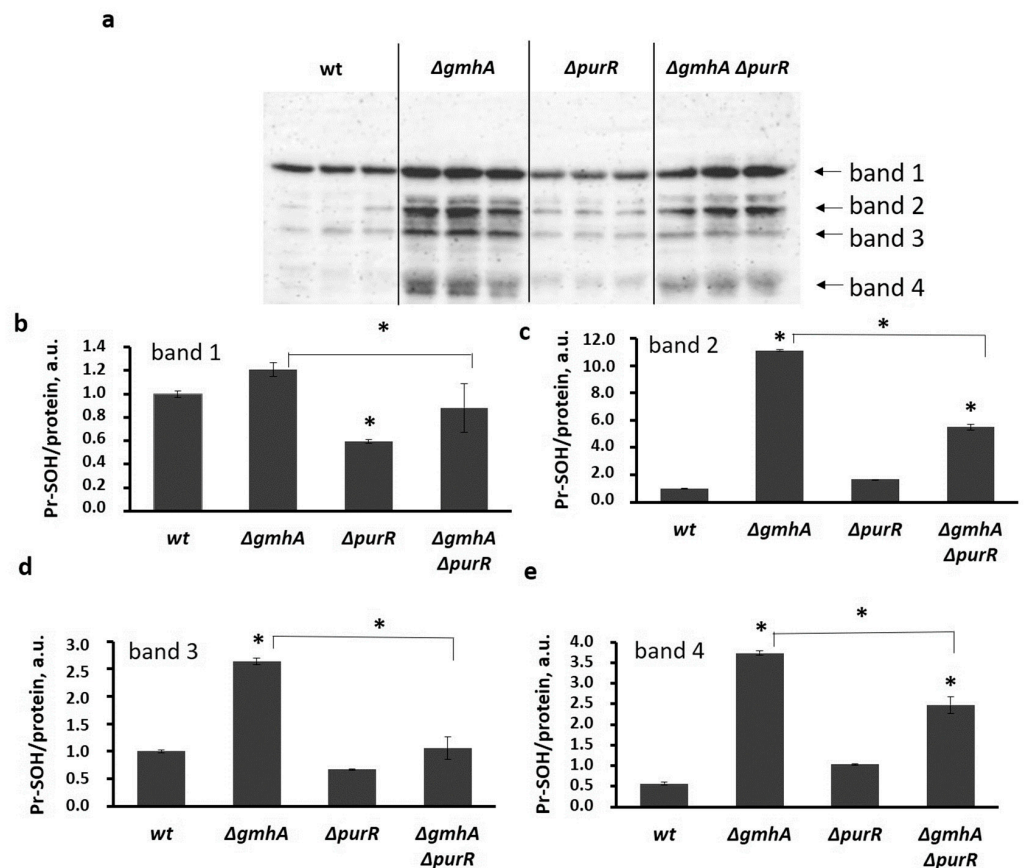 a
wt ΔgmhA ΔpurR ΔgmhA ΔpurR
band 1
band 2
band 3
band 4
b
band 1
*
*
Pr-SOH/protein, a.u.
1.4
1.2
1.0
0.8
0.6
0.4
0.2
0.0
wt ΔgmhA ΔpurR ΔgmhA
ΔpurR
c
band 2
*
*
*
Pr-SOH/protein, a.u.
12.0
10.0
8.0
6.0
4.0
2.0
0.0
wt ΔgmhA ΔpurR ΔgmhA
ΔpurR
d
band 3
*
*
Pr-SOH/protein, a.u.
3.0
2.5
2.0
1.5
1.0
0.5
0.0
wt ΔgmhA ΔpurR ΔgmhA
ΔpurR
e
band 4
*
*
*
Pr-SOH/protein, a.u.
4.0
3.5
3.0
2.5
2.0
1.5
1.0
0.5
0.0
wt ΔgmhA ΔpurR ΔgmhA
ΔpurR